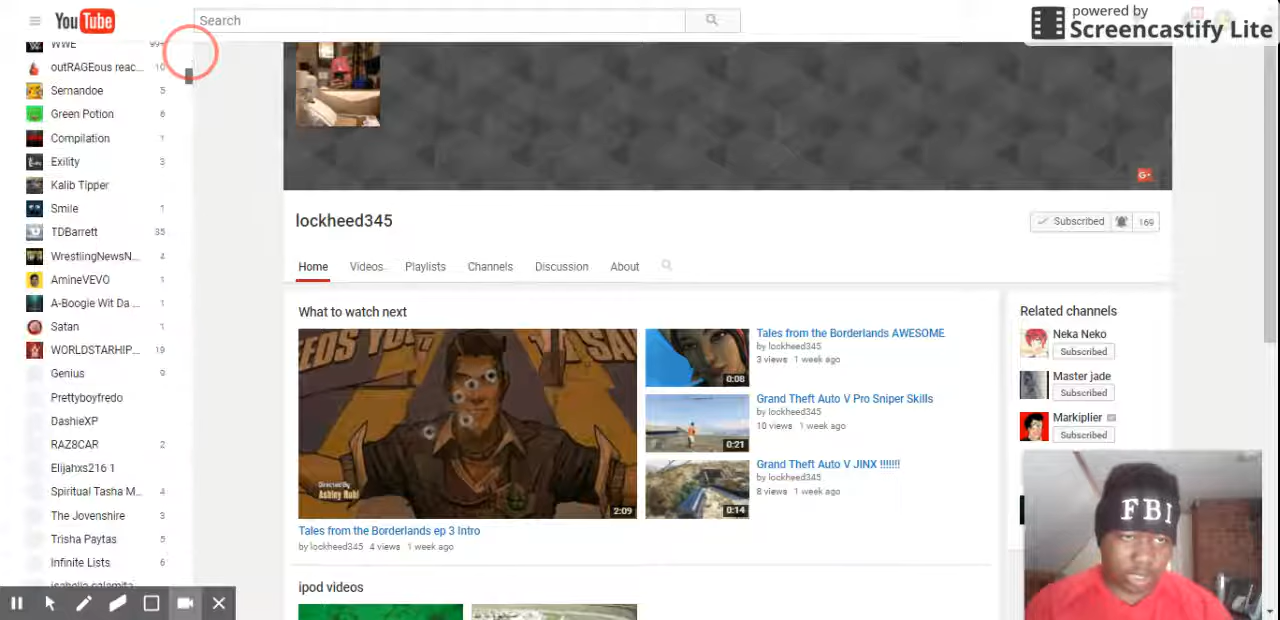 YouTube
Search
powered by
Screencastify Lite
WWE 99+
outRAGEous reac... 10
Sernandoe 5
Green Potion 6
Compilation 1
Exility 3
Kalib Tipper
Smile 1
TDBarrett 35
WrestlingNewsN... 4
AmineVEVO 1
A-Boogie Wit Da ... 1
Satan 1
WORLDSTARHIP... 19
Genius 9
Prettyboyfredo
DashieXP
RAZ8CAR 2
Elijahxs216 1
Spiritual Tasha M... 4
The Jovenshire 3
Trisha Paytas 5
Infinite Lists 6
isabella calamita
G+
lockheed345
Subscribed 169
Home Videos Playlists Channels Discussion About
What to watch next
Directed By
Ashley Ruhl
2:09
Tales from the Borderlands ep 3 Intro
by lockheed345 4 views 1 week ago
Tales from the Borderlands AWESOME
by lockheed345
3 views 1 week ago
0:08
Grand Theft Auto V Pro Sniper Skills
by lockheed345
10 views 1 week ago
0:21
Grand Theft Auto V JINX !!!!!!!
by lockheed345
8 views 1 week ago
0:14
ipod videos
Related channels
Neka Neko
Subscribed
Master jade
Subscribed
Markiplier
Subscribed
FBI